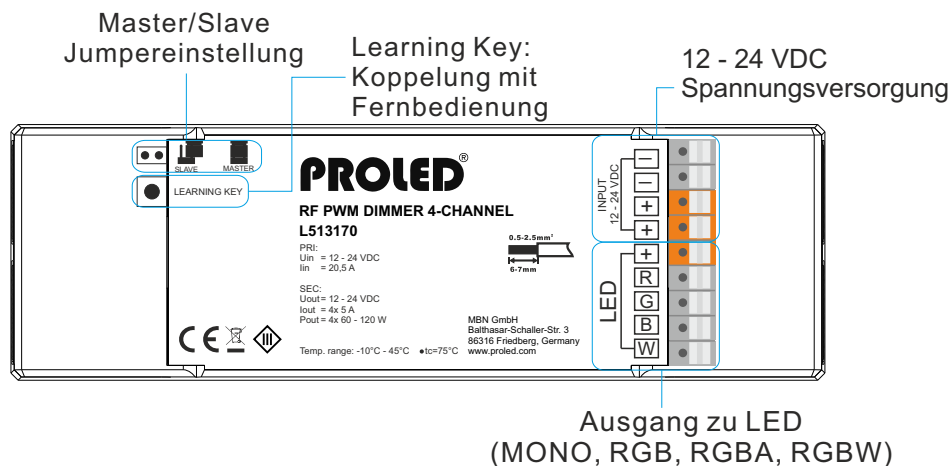 Master/Slave
Jumpereinstellung
Learning Key:
Koppelung mit
Fernbedienung
12 - 24 VDC
Spannungsversorgung
SLAVE
MASTER
LEARNING KEY
PROLED®
RF PWM DIMMER 4-CHANNEL
L513170
PRI:
Uin = 12 - 24 VDC
Iin = 20,5 A
SEC:
Uout= 12 - 24 VDC
Iout = 4x 5 A
Pout = 4x 60 - 120 W
0.5-2.5mm²
6-7mm
CE
III
Temp. range: -10°C - 45°C ●tc=75°C
MBN GmbH
Balthasar-Schaller-Str. 3
86316 Friedberg, Germany
www.proled.com
INPUT
12 - 24 VDC
–
–
+
+
LED
+
R
G
B
W
Ausgang zu LED
(MONO, RGB, RGBA, RGBW)